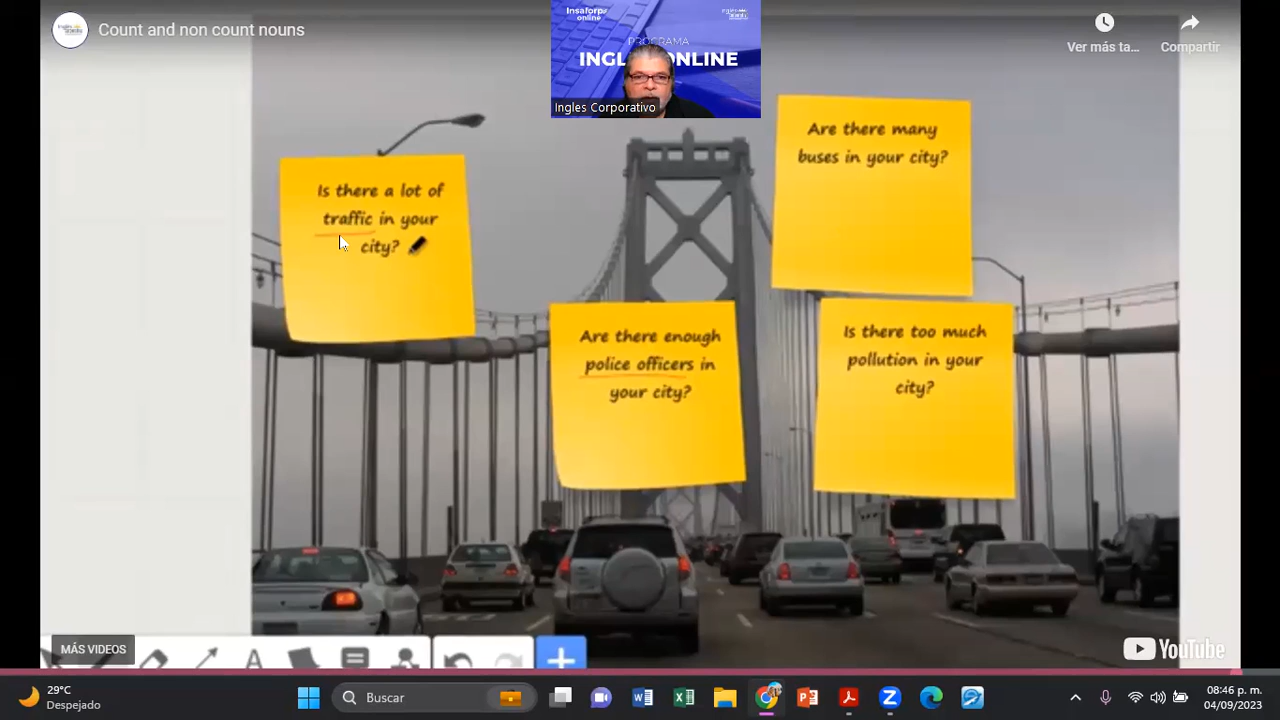 Count and non count nouns
Insaforp
online
PROGRAMA
INGL ONLINE
Ingles Corporativo
Ver más ta...
Compartir
Is there a lot of
traffic in your
city?
Are there many
buses in your city?
Are there enough
police officers in
your city?
Is there too much
pollution in your
city?
MÁS VIDEOS
YouTube
29°C
Despejado
Buscar
08:46 p. m.
04/09/2023